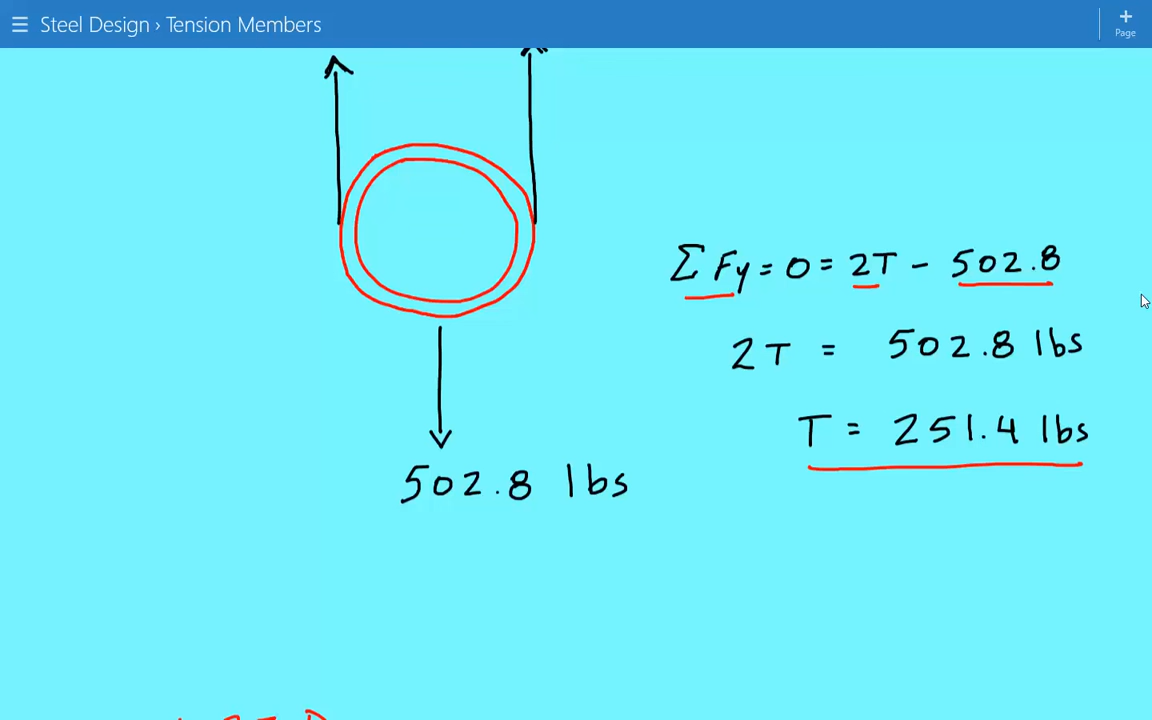 Steel Design › Tension Members
Page
Σ Fy = 0 = 2T - 502.8
2T = 502.8 lbs
T = 251.4 lbs
502.8 lbs